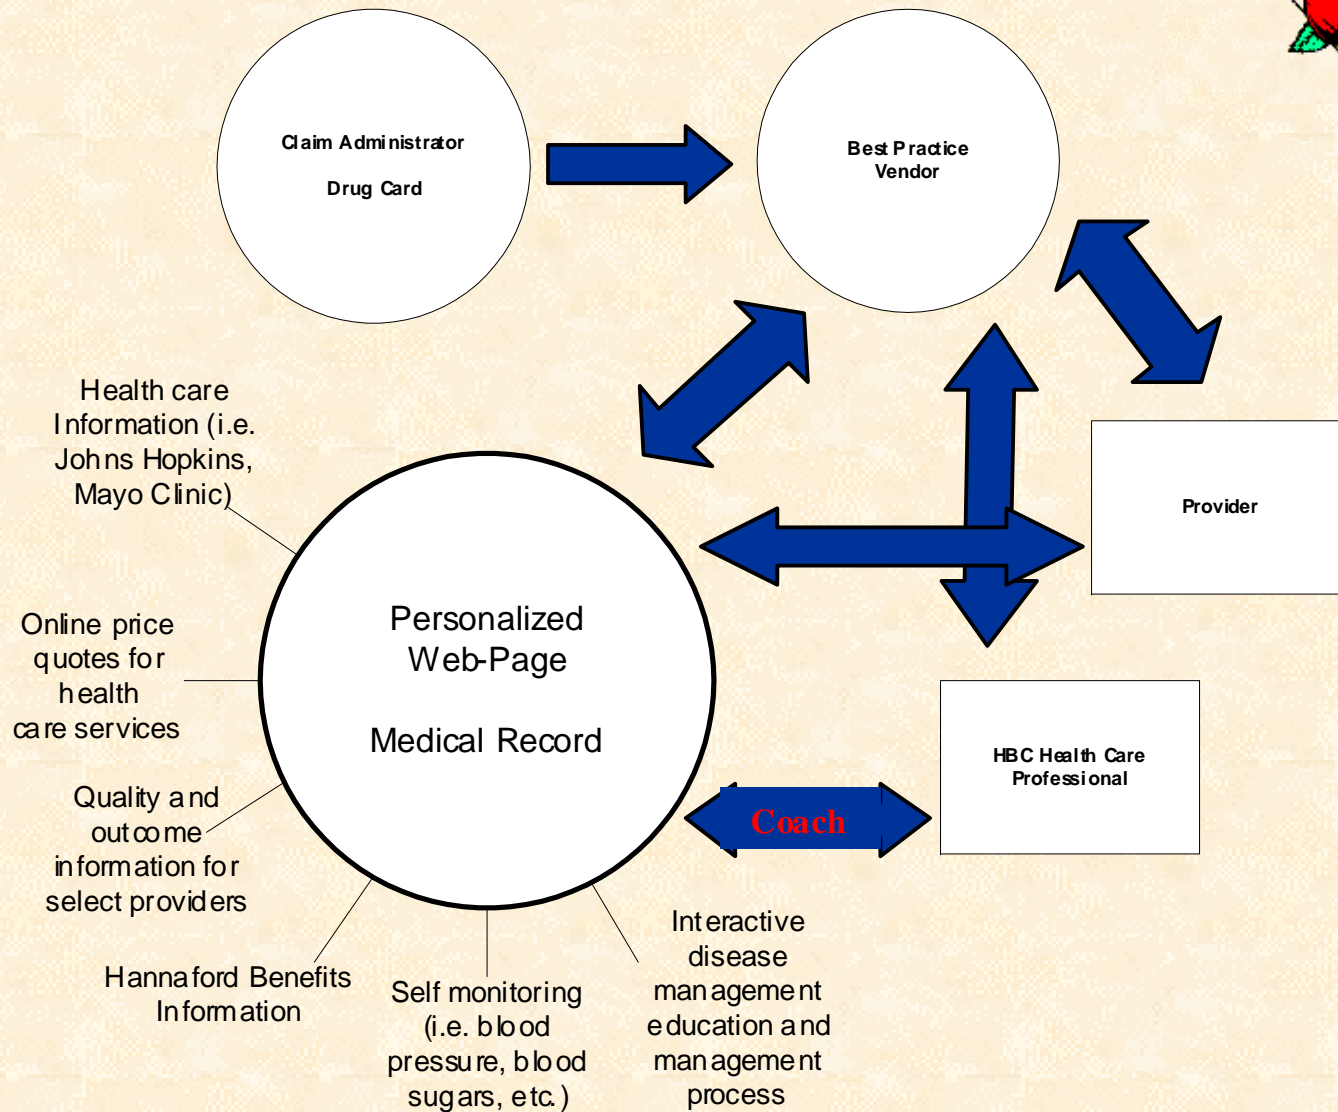 Claim Administrator
Drug Card
Best Practice
Vendor
Health care
Information (i.e.
Johns Hopkins,
Mayo Clinic)
Provider
Personalized
Web-Page
Medical Record
Online price
quotes for
health
care services
HBC Health Care
Professional
Coach
Quality and
outcome
information for
select providers
Hannaford Benefits
Information
Self monitoring
(i.e. blood
pressure, blood
sugars, etc.)
Interactive
disease
management
education and
management
process